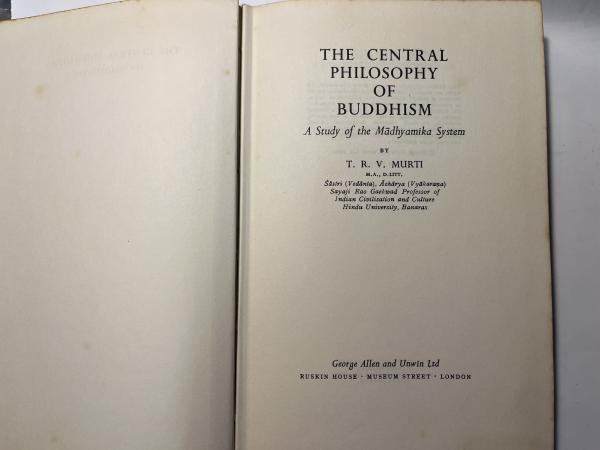 THE CENTRAL
PHILOSOPHY
OF
BUDDHISM
A Study of the Mādhyamika System
BY
T. R. V. MURTI
M.A., D.LITT.
Śāstri (Vedānta), Āchārya (Vyākaraṇa)
Sayaji Rao Gaekwad Professor of
Indian Civilization and Culture
Hindu University, Banaras
George Allen and Unwin Ltd
RUSKIN HOUSE · MUSEUM STREET · LONDON